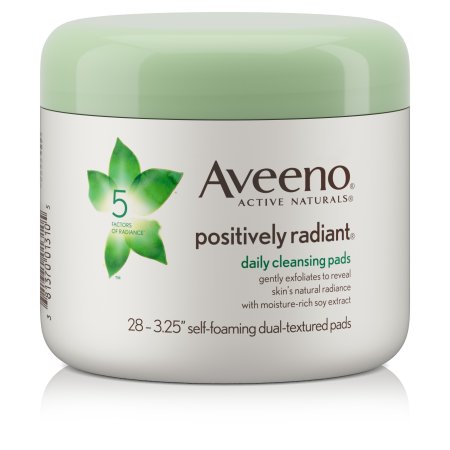 Aveeno®
ACTIVE NATURALS®
5
FACTORS
OF RADIANCE™
positively radiant®
daily cleansing pads
gently exfoliates to reveal
skin's natural radiance
with moisture-rich soy extract
28 – 3.25" self-foaming dual-textured pads